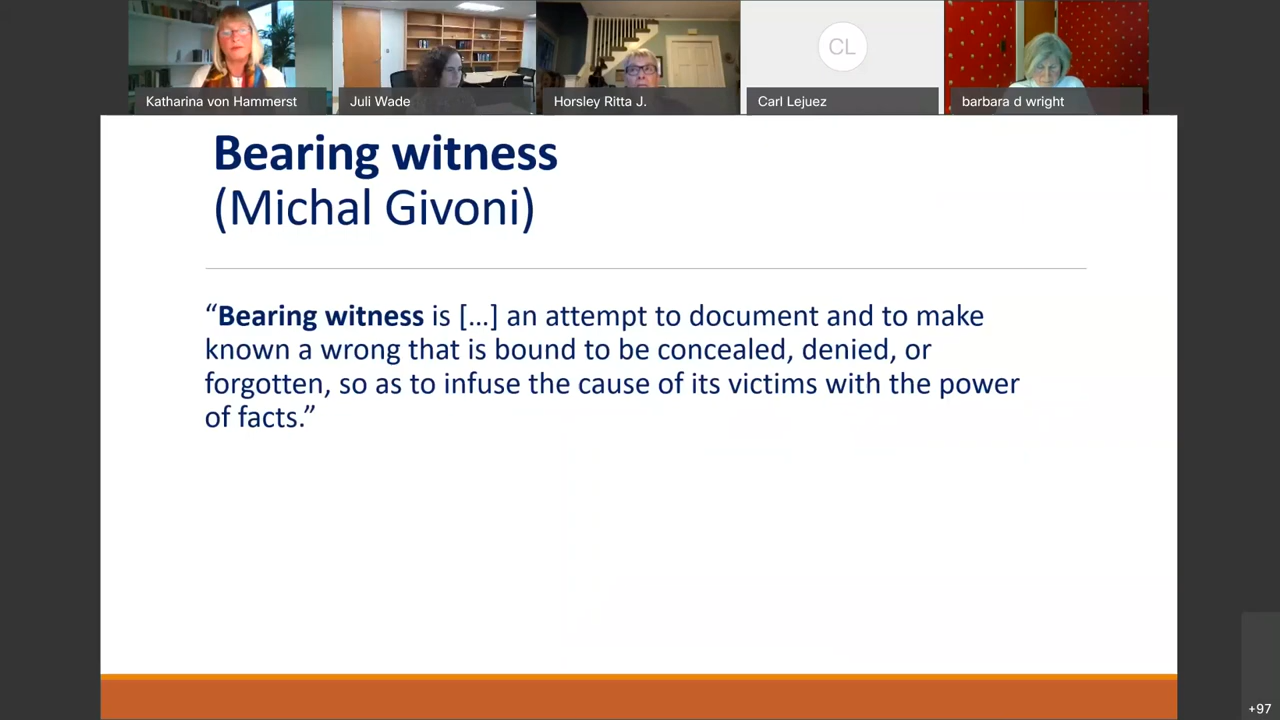 CL
Katharina von Hammerst
Juli Wade
Horsley Ritta J.
Carl Lejuez
barbara d wright
Bearing witness
(Michal Givoni)
“Bearing witness is [...] an attempt to document and to make
known a wrong that is bound to be concealed, denied, or
forgotten, so as to infuse the cause of its victims with the power
of facts.”
+97